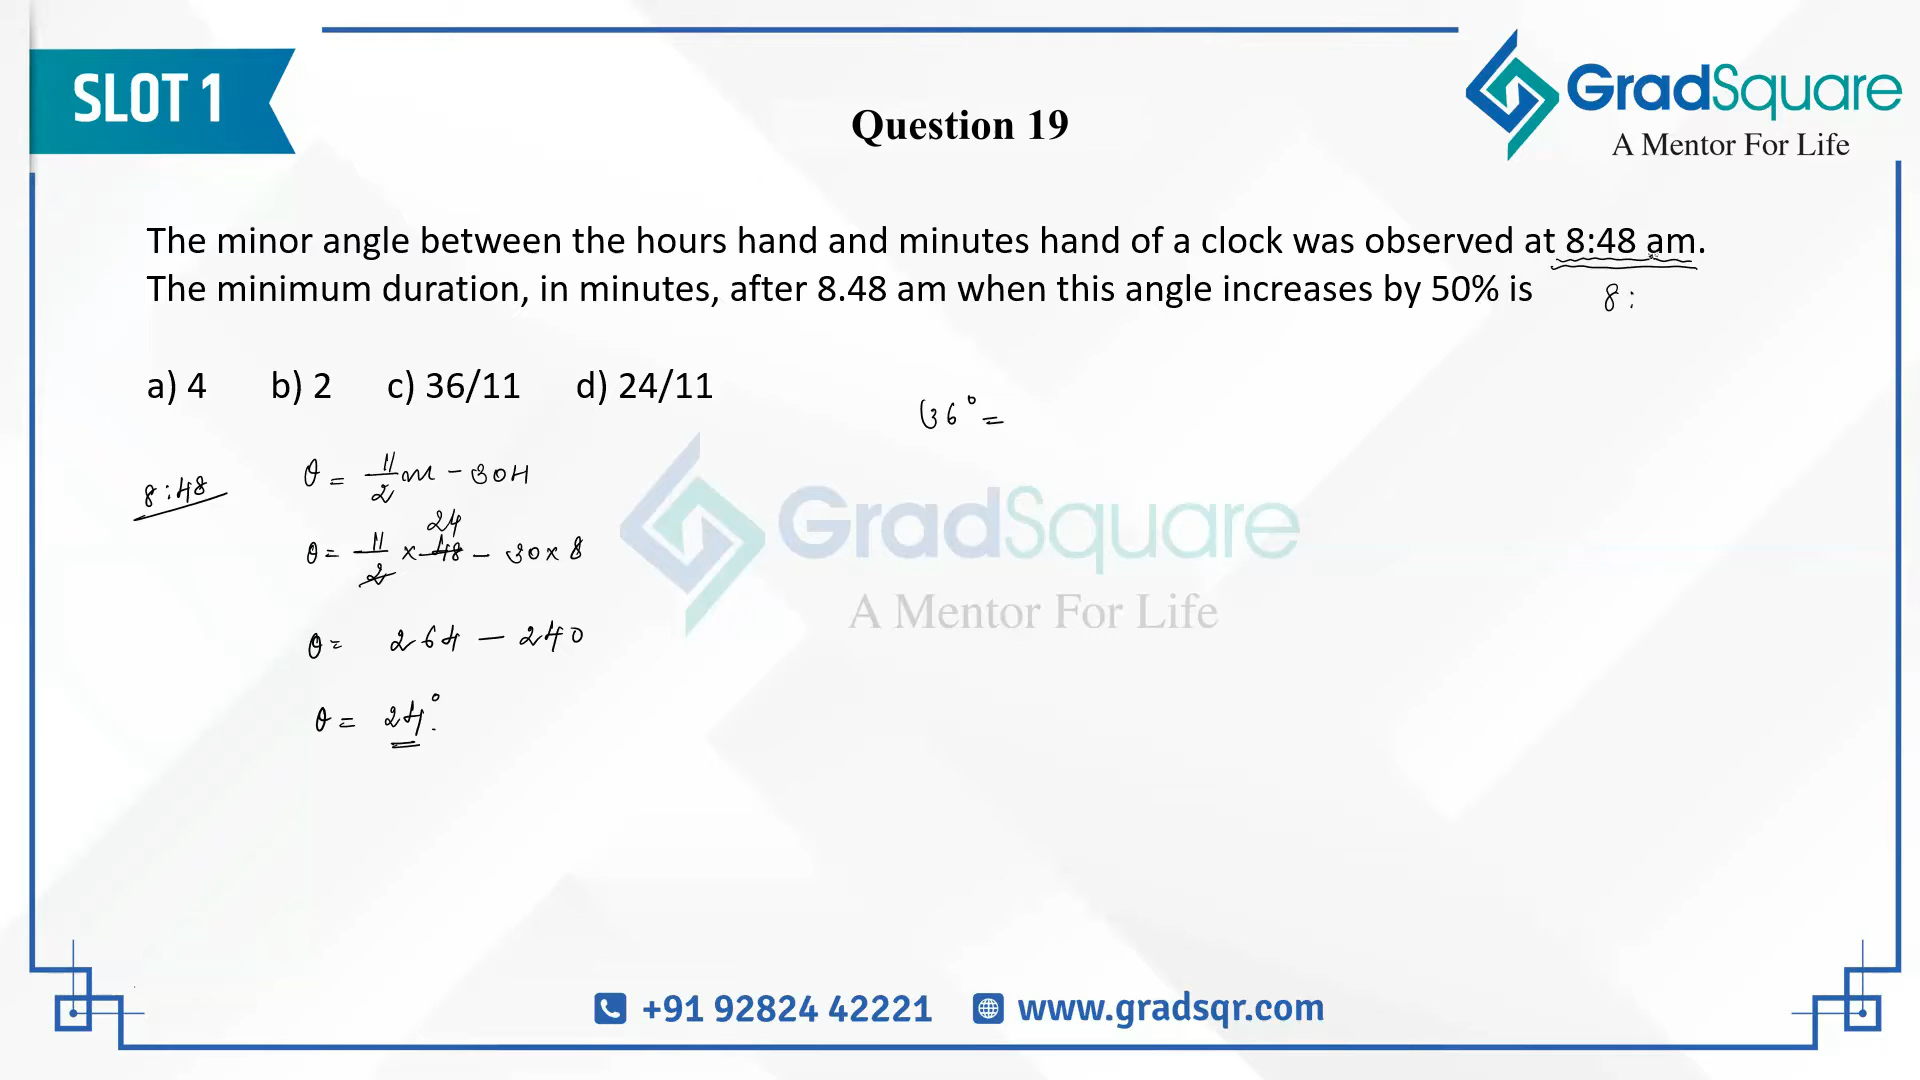 SLOT 1
GradSquare
A Mentor For Life
Question 19
The minor angle between the hours hand and minutes hand of a clock was observed at 8:48 am.
The minimum duration, in minutes, after 8.48 am when this angle increases by 50% is
8:
a) 4 b) 2 c) 36/11 d) 24/11
36° =
8:48
θ = 11/2 m - 30H
24
θ = 11/2 × 48 - 30 × 8
θ = 264 - 240
θ = 24°
GradSquare
A Mentor For Life
+91 92824 42221 www.gradsqr.com